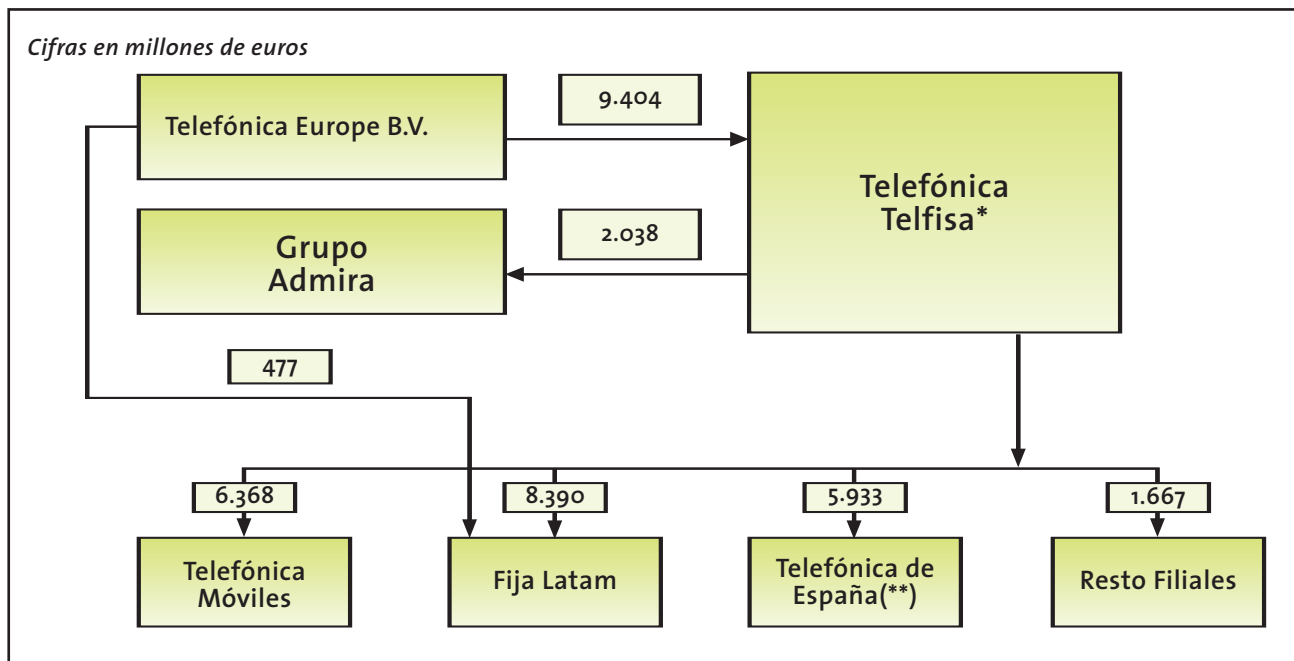 Cifras en millones de euros
Telefónica Europe B.V.
9.404
Telefónica
Telfisa*
Grupo
Admira
2.038
477
6.368
8.390
5.933
1.667
Telefónica
Móviles
Fija Latam
Telefónica de
España(**)
Resto Filiales